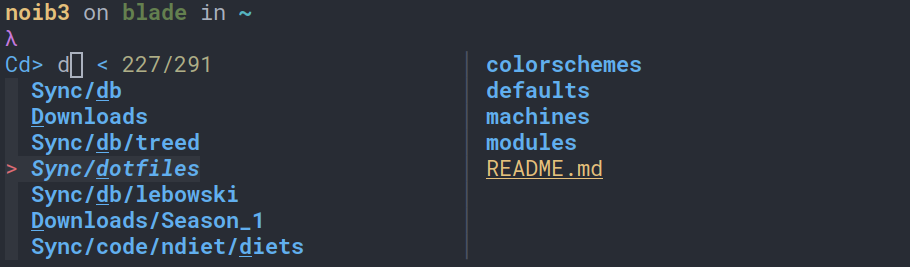 noib3 on blade in ~
λ
Cd> d < 227/291
Sync/db
Downloads
Sync/db/treed
> Sync/dotfiles
Sync/db/lebowski
Downloads/Season_1
Sync/code/ndiet/diets
colorschemes
defaults
machines
modules
README.md